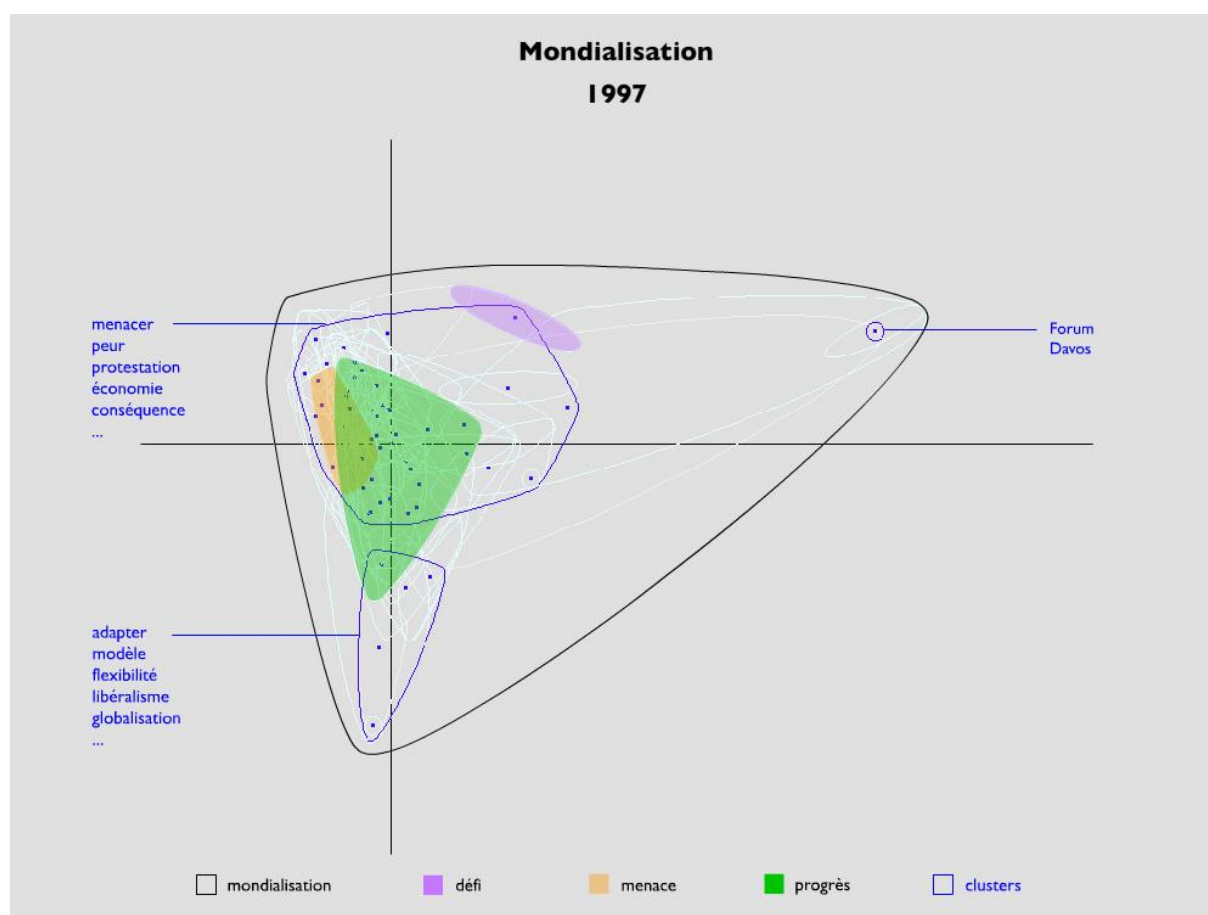 Mondialisation
1997
menacer
peur
protestation
économie
conséquence
...
Forum
Davos
adapter
modèle
flexibilité
libéralisme
globalisation
...
mondialisation
défi
menace
progrès
clusters